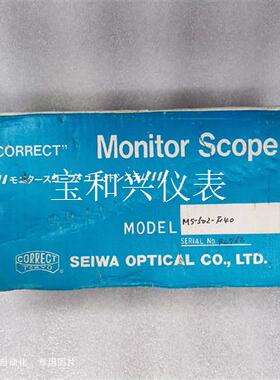 "CORRECT"
Monitor Scope
モニタースコープ
宝和兴仪表
MODEL MS-502-R40
SERIAL No.
CORRECT
TOKYO
SEIWA OPTICAL CO., LTD.
自动化 专用图片